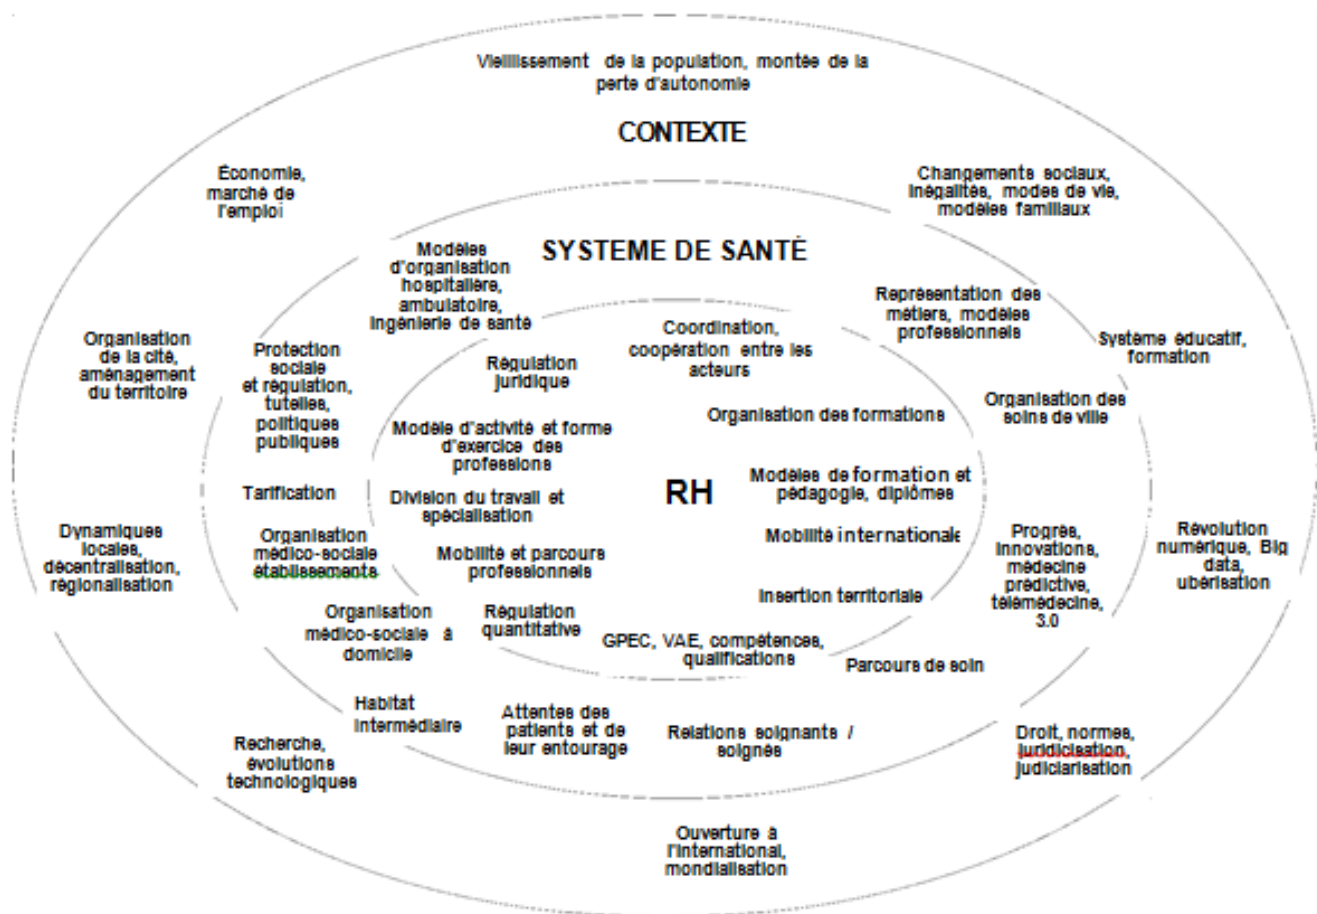 Vieillissement de la population, montée de la
perte d'autonomie
CONTEXTE
Économie,
marché de
l'emploi
Changements sociaux,
inégalités, modes de vie,
modèles familiaux
SYSTEME DE SANTÉ
Modèles
d'organisation
hospitalière,
ambulatoire,
ingénierie de santé
Représentation des
métiers, modèles
professionnels
Organisation
de la cité,
aménagement
du territoire
Protection
sociale
et régulation,
tutelles,
politiques
publiques
Régulation
juridique
Coordination,
coopération entre les
acteurs
Système éducatif,
formation
Organisation des
soins de ville
Organisation des formations
Modèle d'activité et forme
d'exercice des
professions
RH
Modèles de formation et
pédagogie, diplômes
Tarification
Division du travail et
spécialisation
Dynamiques
locales,
décentralisation,
régionalisation
Organisation
médico-sociale
établissements
Mobilité et parcours
professionnels
Mobilité internationale
Progrès,
innovations,
médecine
prédictive,
télémédecine,
3.0
Révolution
numérique, Big
data,
ubérisation
Insertion territoriale
Organisation
médico-sociale à
domicile
Régulation
quantitative
GPEC, VAE, compétences,
qualifications
Parcours de soin
Habitat
intermédiaire
Attentes des
patients et de
leur entourage
Relations soignants /
soignés
Recherche,
évolutions
technologiques
Droit, normes,
juridicisation,
judiciarisation
Ouverture à
l'international,
mondialisation